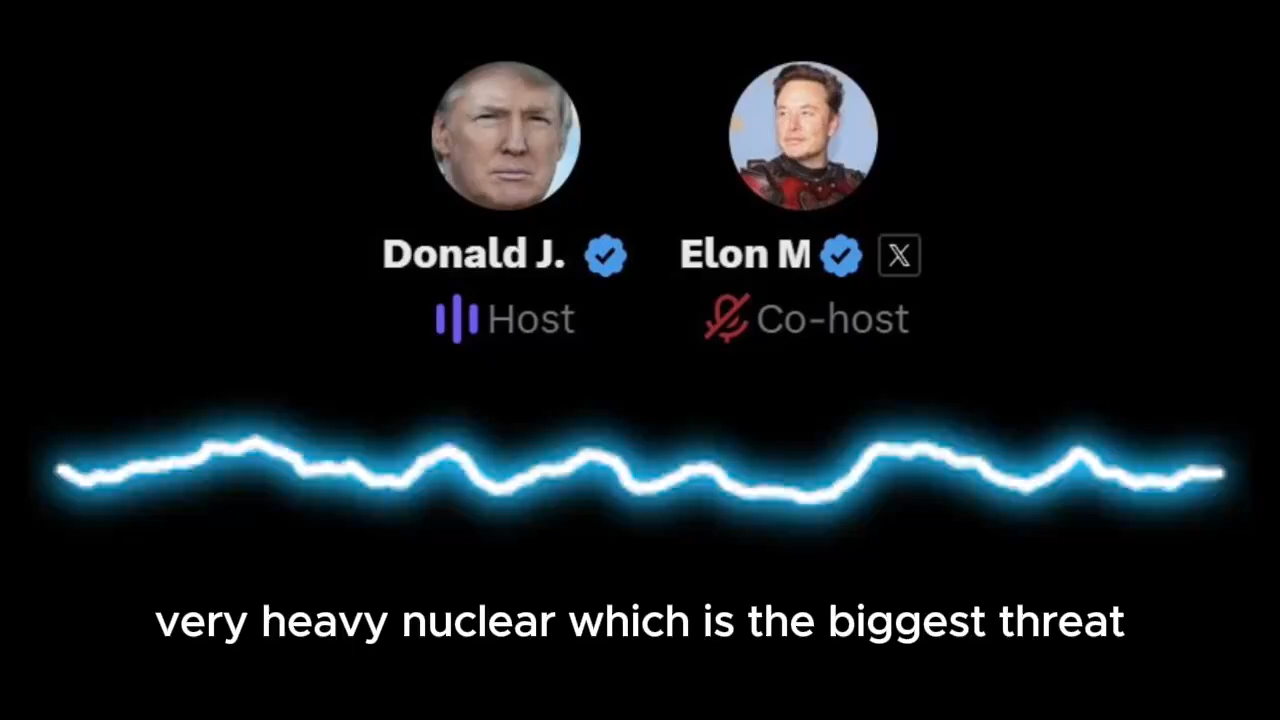 Donald J. Elon M X
Host Co-host
very heavy nuclear which is the biggest threat